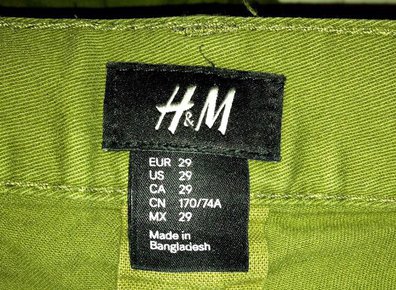 H&M
EUR 29
US 29
CA 29
CN 170/74A
MX 29
Made in
Bangladesh